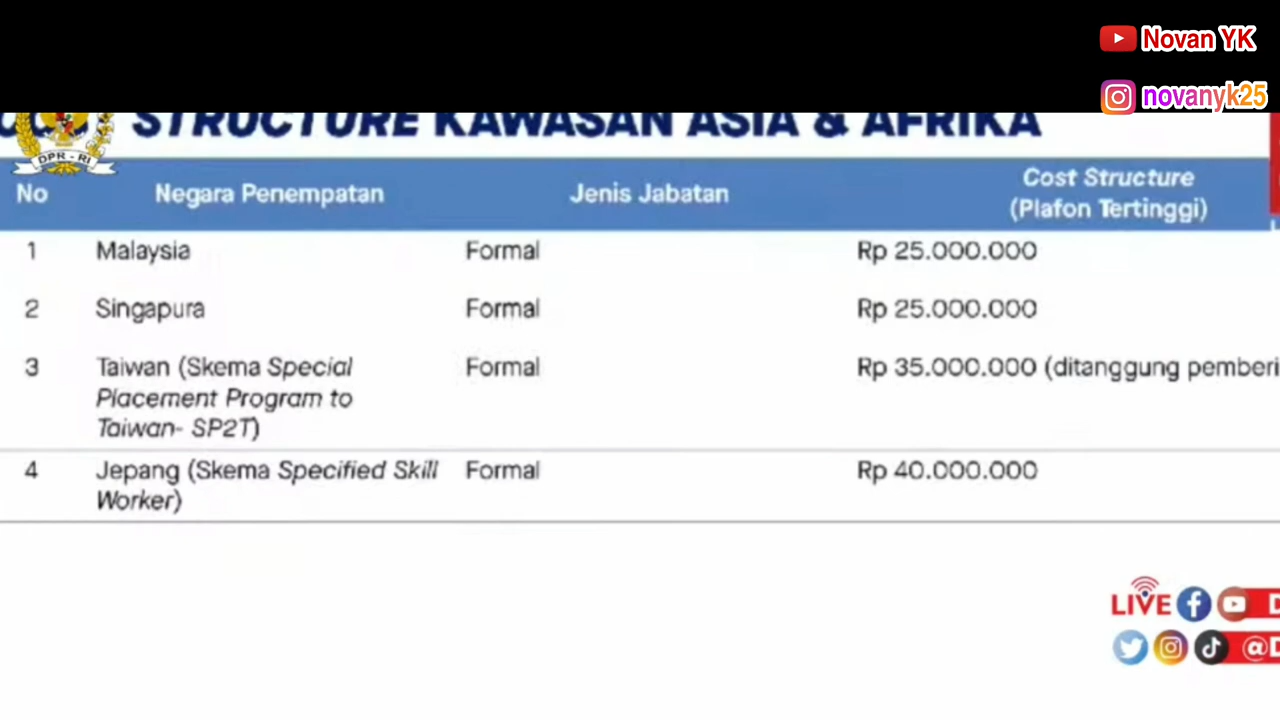 Novan YK
novanyk25
STRUCTURE KAWASAN ASIA & AFRIKA
DPR - RI
No Negara Penempatan Jenis Jabatan Cost Structure
(Plafon Tertinggi)
1 Malaysia Formal Rp 25.000.000
2 Singapura Formal Rp 25.000.000
3 Taiwan (Skema Special Formal Rp 35.000.000 (ditanggung pemberi
Placement Program to
Taiwan- SP2T)
4 Jepang (Skema Specified Skill Formal Rp 40.000.000
Worker)
LIVE D
@D